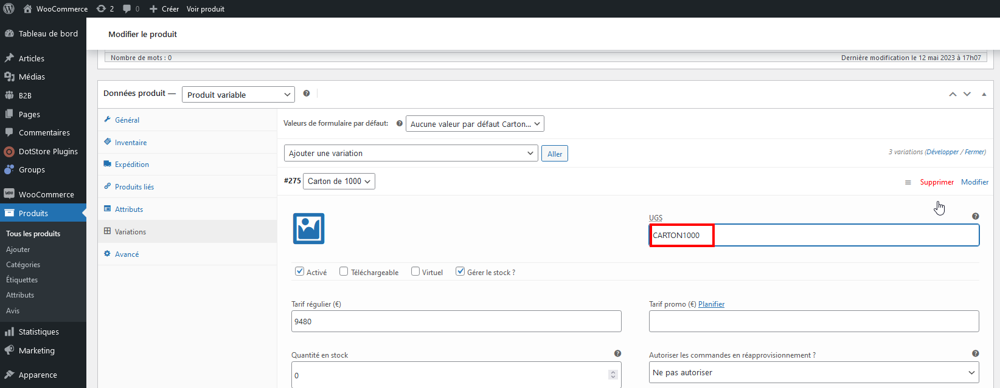 WooCommerce 2 0 Créer Voir produit
Tableau de bord
Articles
Médias
B2B
Pages
Commentaires
DotStore Plugins
Groups
WooCommerce
Produits
Tous les produits
Ajouter
Catégories
Étiquettes
Attributs
Avis
Statistiques
Marketing
Apparence
Modifier le produit
Nombre de mots : 0 Dernière modification le 12 mai 2023 à 17h07
Données produit — Produit variable
Général
Inventaire
Expédition
Produits liés
Attributs
Variations
Avancé
Valeurs de formulaire par défaut: Aucune valeur par défaut Carton...
Ajouter une variation Aller 3 variations (Développer / Fermer)
#275 Carton de 1000 Supprimer Modifier
UGS
CARTON1000
Activé Téléchargeable Virtuel Gérer le stock ?
Tarif régulier (€) Tarif promo (€) Planifier
9480
Quantité en stock Autoriser les commandes en réapprovisionnement ?
0 Ne pas autoriser